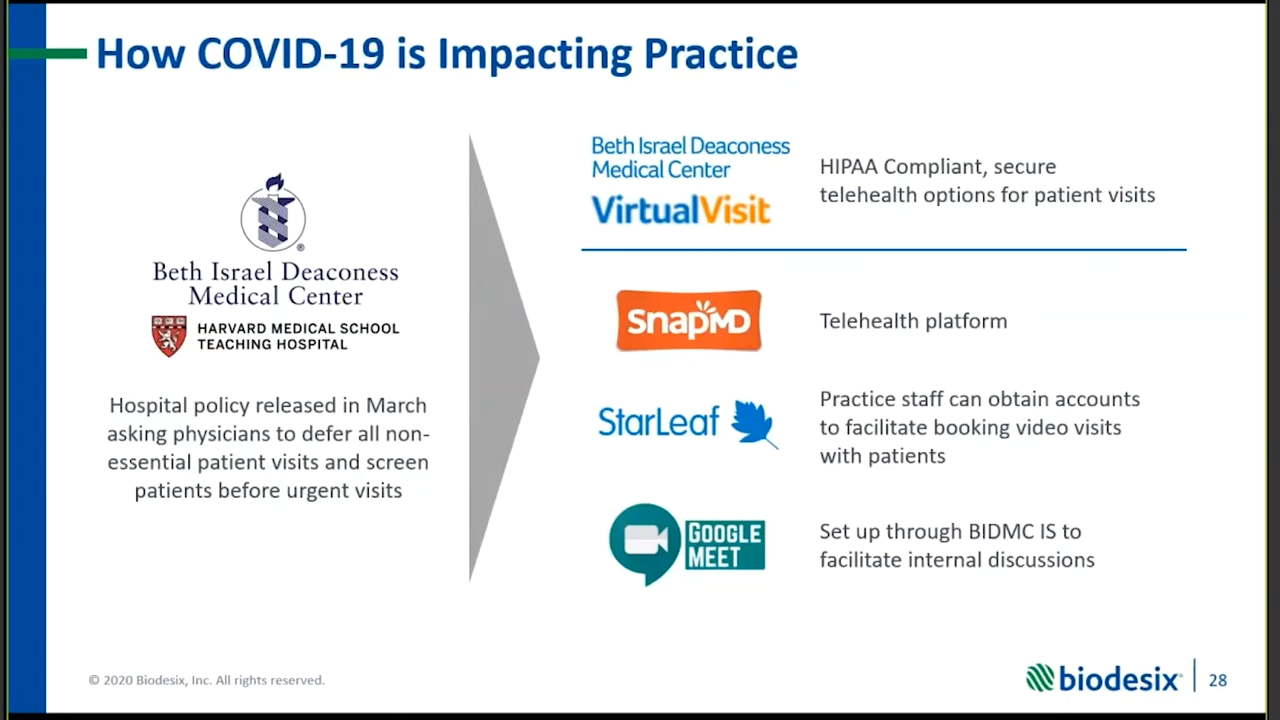 How COVID-19 is Impacting Practice
Beth Israel Deaconess
Medical Center
HARVARD MEDICAL SCHOOL
TEACHING HOSPITAL
Hospital policy released in March
asking physicians to defer all non-
essential patient visits and screen
patients before urgent visits
Beth Israel Deaconess
Medical Center
VirtualVisit
HIPAA Compliant, secure
telehealth options for patient visits
SnapMD
Telehealth platform
StarLeaf
Practice staff can obtain accounts
to facilitate booking video visits
with patients
GOOGLE
MEET
Set up through BIDMC IS to
facilitate internal discussions
© 2020 Biodesix, Inc. All rights reserved.
biodesix
28